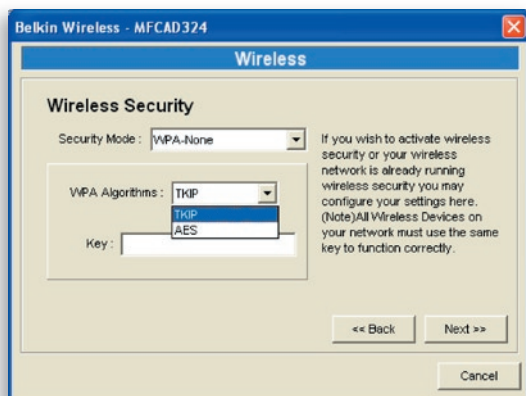 Belkin Wireless - MFCAD324
Wireless
Wireless Security
Security Mode : WPA-None
If you wish to activate wireless
security or your wireless
network is already running
wireless security you may
configure your settings here.
(Note)All Wireless Devices on
your network must use the same
key to function correctly.
WPA Algorithms : TKIP
TKIP
AES
Key :
<< Back
Next >>
Cancel